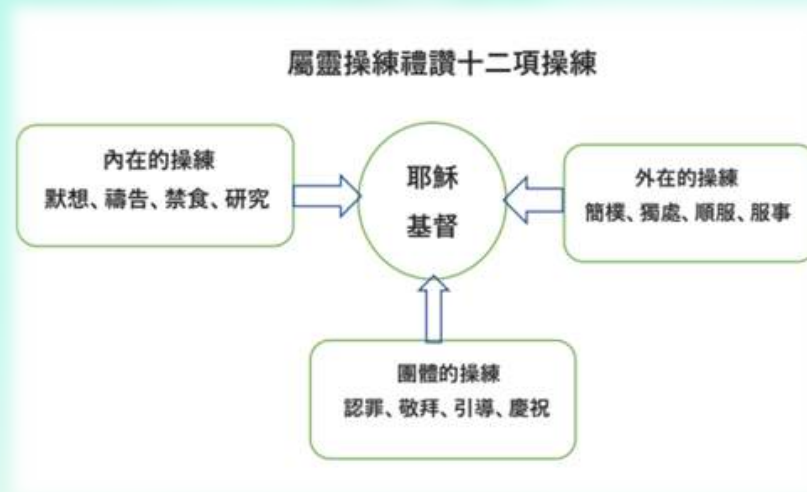 屬靈操練禮讚十二項操練
內在的操練
默想、禱告、禁食、研究
耶穌
基督
外在的操練
簡樸、獨處、順服、服事
團體的操練
認罪、敬拜、引導、慶祝